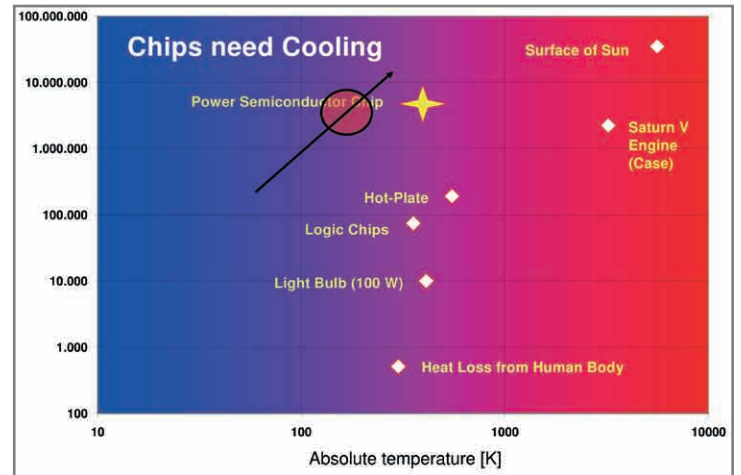 100.000.000
Chips need Cooling
Surface of Sun
10.000.000
Power Semiconductor Chip
Saturn V
Engine
(Case)
1.000.000
Hot-Plate
100.000
Logic Chips
10.000
Light Bulb (100 W)
1.000
Heat Loss from Human Body
100
10
100
1000
10000
Absolute temperature [K]